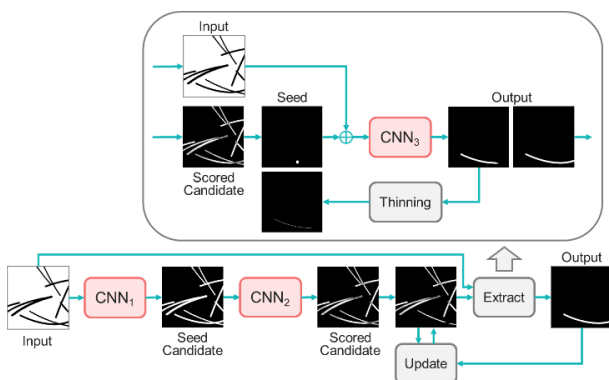 Input
Seed
Output
CNN₃
Scored
Candidate
Thinning
Output
CNN₁
CNN₂
Extract
Input
Seed
Candidate
Scored
Candidate
Update